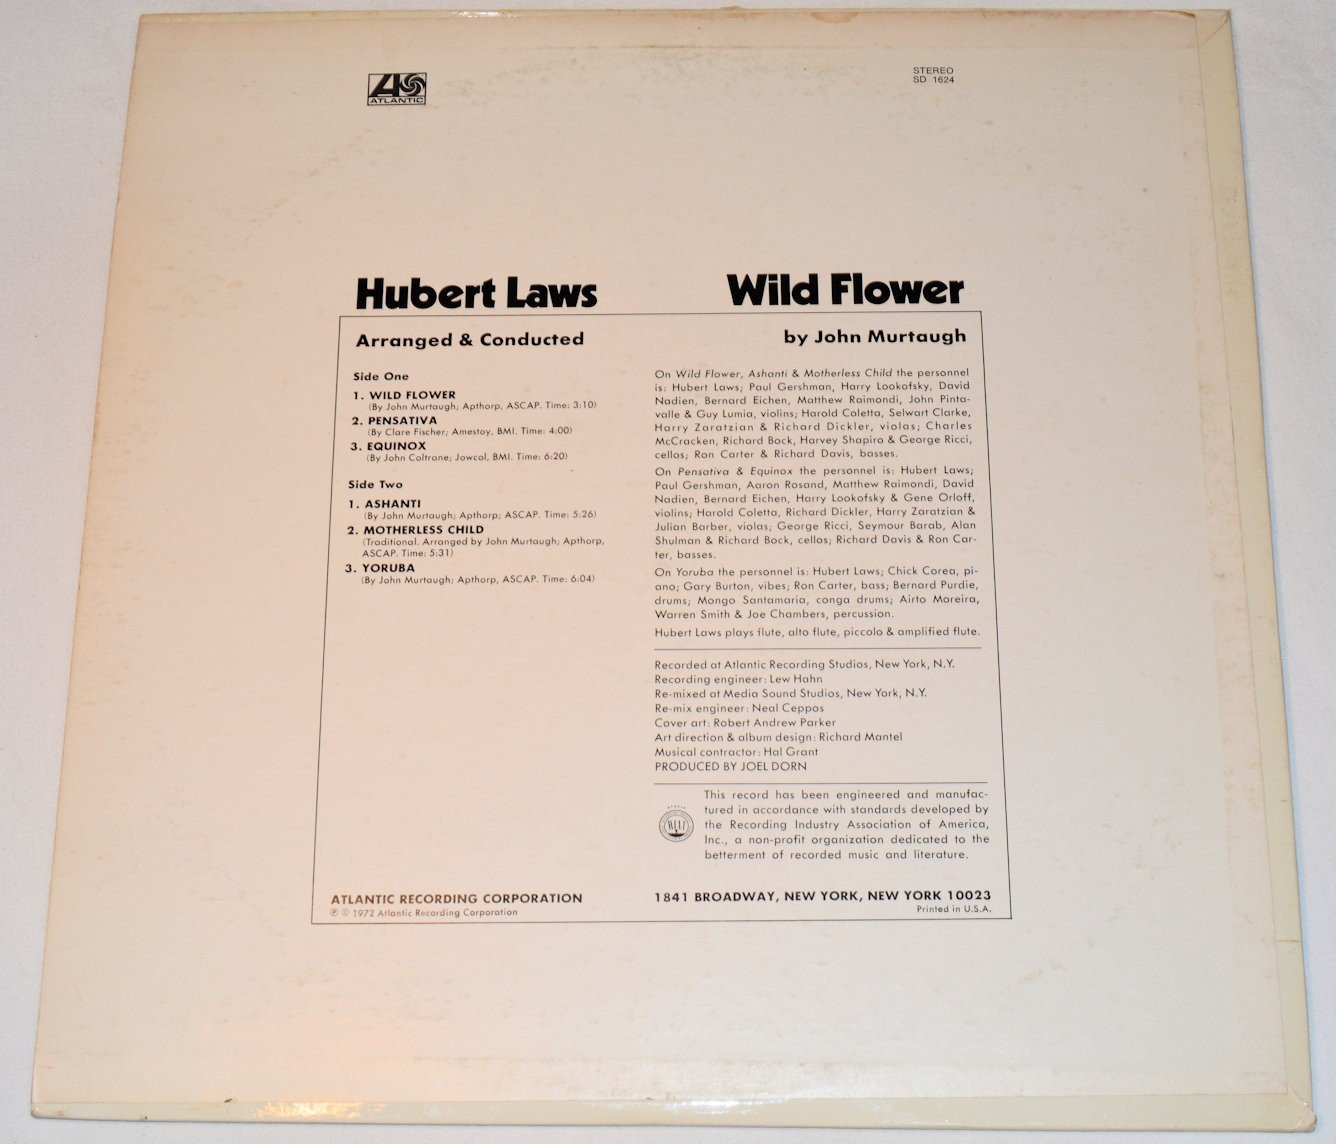 ATLANTIC
STEREO
SD 1624
Hubert Laws
Wild Flower
Arranged & Conducted
by John Murtaugh
Side One
1. WILD FLOWER
(By John Murtaugh; Apthorp, ASCAP. Time: 3:10)
2. PENSATIVA
(By Clare Fischer; Amestoy, BMI. Time: 4:00)
3. EQUINOX
(By John Coltrane; Jowcol, BMI. Time: 6:20)
Side Two
1. ASHANTI
(By John Murtaugh; Apthorp; ASCAP. Time: 5:26)
2. MOTHERLESS CHILD
(Traditional. Arranged by John Murtaugh; Apthorp,
ASCAP. Time: 5:31)
3. YORUBA
(By John Murtaugh; Apthorp, ASCAP. Time: 6:04)
On Wild Flower, Ashanti & Motherless Child the personnel
is: Hubert Laws; Paul Gershman, Harry Lookofsky, David
Nadien, Bernard Eichen, Matthew Raimondi, John Pinta-
valle & Guy Lumia, violins; Harold Coletta, Selwart Clarke,
Harry Zaratzian & Richard Dickler, violas; Charles
McCracken, Richard Bock, Harvey Shapiro & George Ricci,
cellos; Ron Carter & Richard Davis, basses.
On Pensativa & Equinox the personnel is: Hubert Laws;
Paul Gershman, Aaron Rosand, Matthew Raimondi, David
Nadien, Bernard Eichen, Harry Lookofsky & Gene Orloff,
violins; Harold Coletta, Richard Dickler, Harry Zaratzian &
Julian Barber, violas; George Ricci, Seymour Barab, Alan
Shulman & Richard Bock, cellos; Richard Davis & Ron Car-
ter, basses.
On Yoruba the personnel is: Hubert Laws; Chick Corea, pi-
ano; Gary Burton, vibes; Ron Carter, bass; Bernard Purdie,
drums; Mongo Santamaria, conga drums; Airto Moreira,
Warren Smith & Joe Chambers, percussion.
Hubert Laws plays flute, alto flute, piccolo & amplified flute.
Recorded at Atlantic Recording Studios, New York, N.Y.
Recording engineer: Lew Hahn
Re-mixed at Media Sound Studios, New York, N.Y.
Re-mix engineer: Neal Ceppos
Cover art: Robert Andrew Parker
Art direction & album design: Richard Mantel
Musical contractor: Hal Grant
PRODUCED BY JOEL DORN
This record has been engineered and manufac-
tured in accordance with standards developed by
the Recording Industry Association of America,
Inc., a non-profit organization dedicated to the
betterment of recorded music and literature.
ATLANTIC RECORDING CORPORATION
℗ © 1972 Atlantic Recording Corporation
1841 BROADWAY, NEW YORK, NEW YORK 10023
Printed in U.S.A.